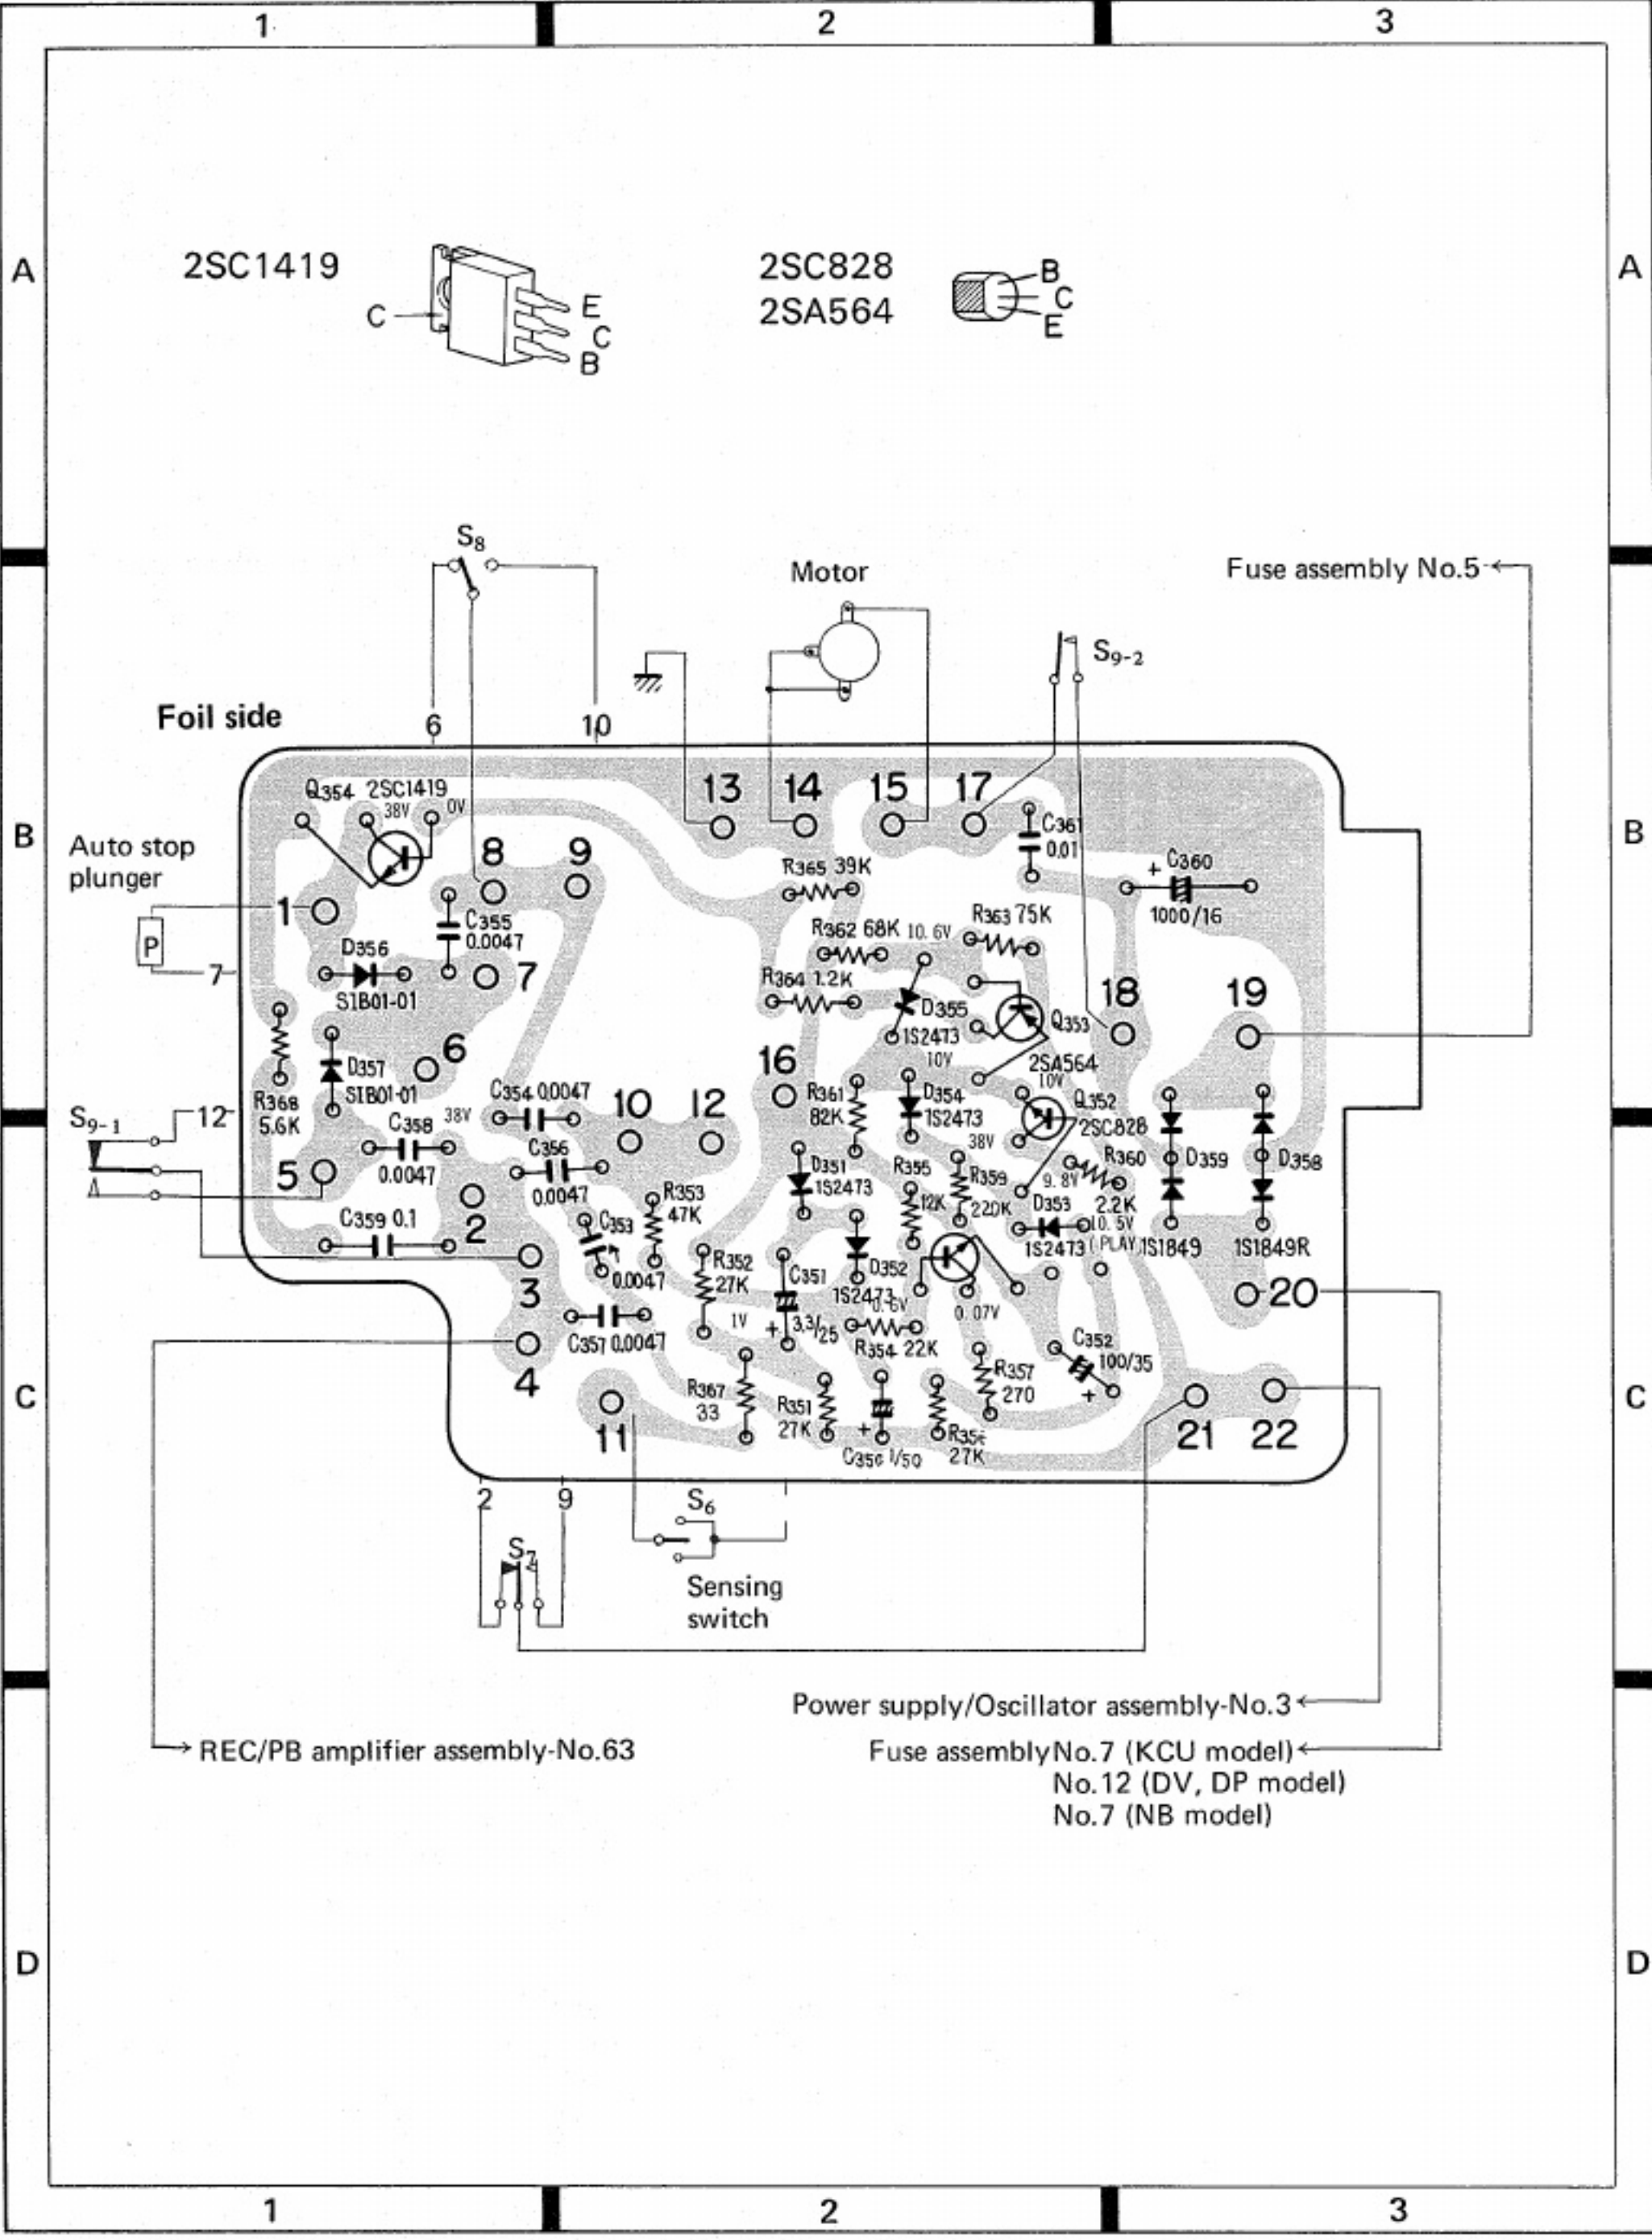 1 2 3
A A
2SC1419
C
E
C
B
2SC828
2SA564
B
C
E
S8
Motor
Fuse assembly No.5
S9-2
Foil side
6 10
13 14 15 17
Q354 2SC1419
38V 0V
C361
0.01
B B
Auto stop
plunger
P
8 9
R365 39K
C360
+
1000/16
1
C355
0.0047
R362 68K 10.6V
R363 75K
D356
SIB01-01
7
7
R364 1.2K
D355
1S2473
10V
18 19
Q353
2SA564
10V
6
16
D357
SIB01-01
R368
5.6K
C354 0.0047
R361
82K
D354
1S2473
Q352
2SC828
S9-1
12
C358
0.0047
38V
10 12
38V
C356
0.0047
D351
1S2473
R355
12K
R359
220K
9.8V
R360
2.2K
D359
D358
5
2
R353
47K
D353
1S2473
10.5V
(PLAY
1S1849
1S1849R
C359 0.1
C353
0.0047
3
R352
27K
C351
+ 3.3/25
D352
1S2473
0.6V
0.07V
20
1V
C357 0.0047
R354 22K
C352
100/35
+
4
R357
270
C C
R367
33
R351
27K
+
1/50
27K
11
21 22
2 9
S6
S7
Sensing
switch
Power supply/Oscillator assembly-No.3
REC/PB amplifier assembly-No.63
Fuse assembly No.7 (KCU model)
No.12 (DV, DP model)
No.7 (NB model)
D D
1 2 3